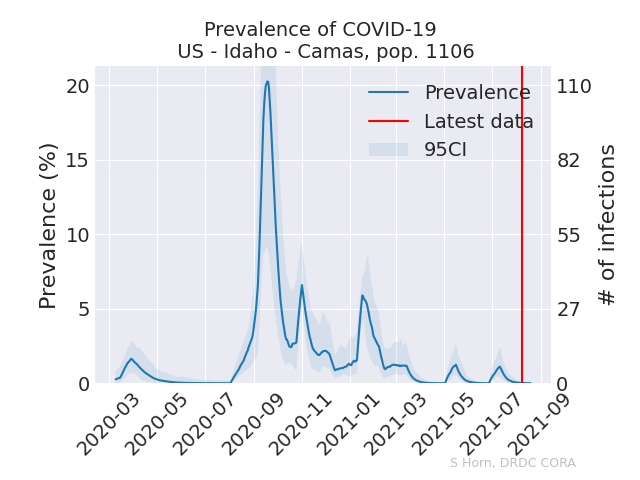 Prevalence of COVID-19
US - Idaho - Camas, pop. 1106
Prevalence
Latest data
95CI
Prevalence (%)
20
15
10
5
0
# of infections
110
82
55
27
0
2020-03
2020-05
2020-07
2020-09
2020-11
2021-01
2021-03
2021-05
2021-07
2021-09
S Horn, DRDC CORA